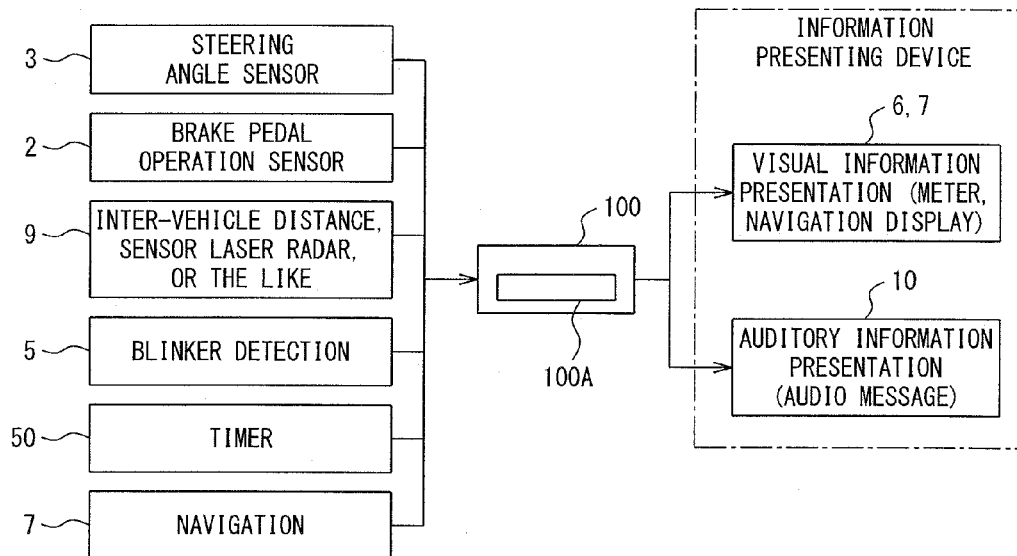 3
STEERING
ANGLE SENSOR
2
BRAKE PEDAL
OPERATION SENSOR
9
INTER-VEHICLE DISTANCE,
SENSOR LASER RADAR,
OR THE LIKE
5
BLINKER DETECTION
50
TIMER
7
NAVIGATION
100
100A
INFORMATION
PRESENTING DEVICE
6, 7
VISUAL INFORMATION
PRESENTATION (METER,
NAVIGATION DISPLAY)
10
AUDITORY INFORMATION
PRESENTATION
(AUDIO MESSAGE)